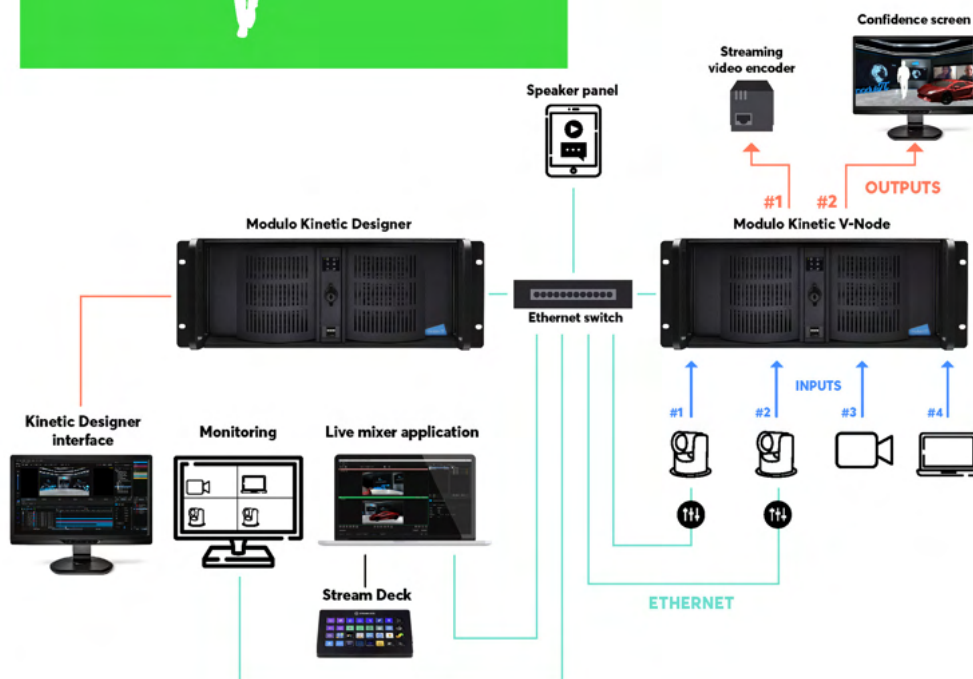 Confidence screen
Streaming
video encoder
Speaker panel
#1
#2
OUTPUTS
Modulo Kinetic Designer
Modulo Kinetic V-Node
Ethernet switch
INPUTS
#1
#2
#3
#4
Kinetic Designer
interface
Monitoring
Live mixer application
Stream Deck
ETHERNET